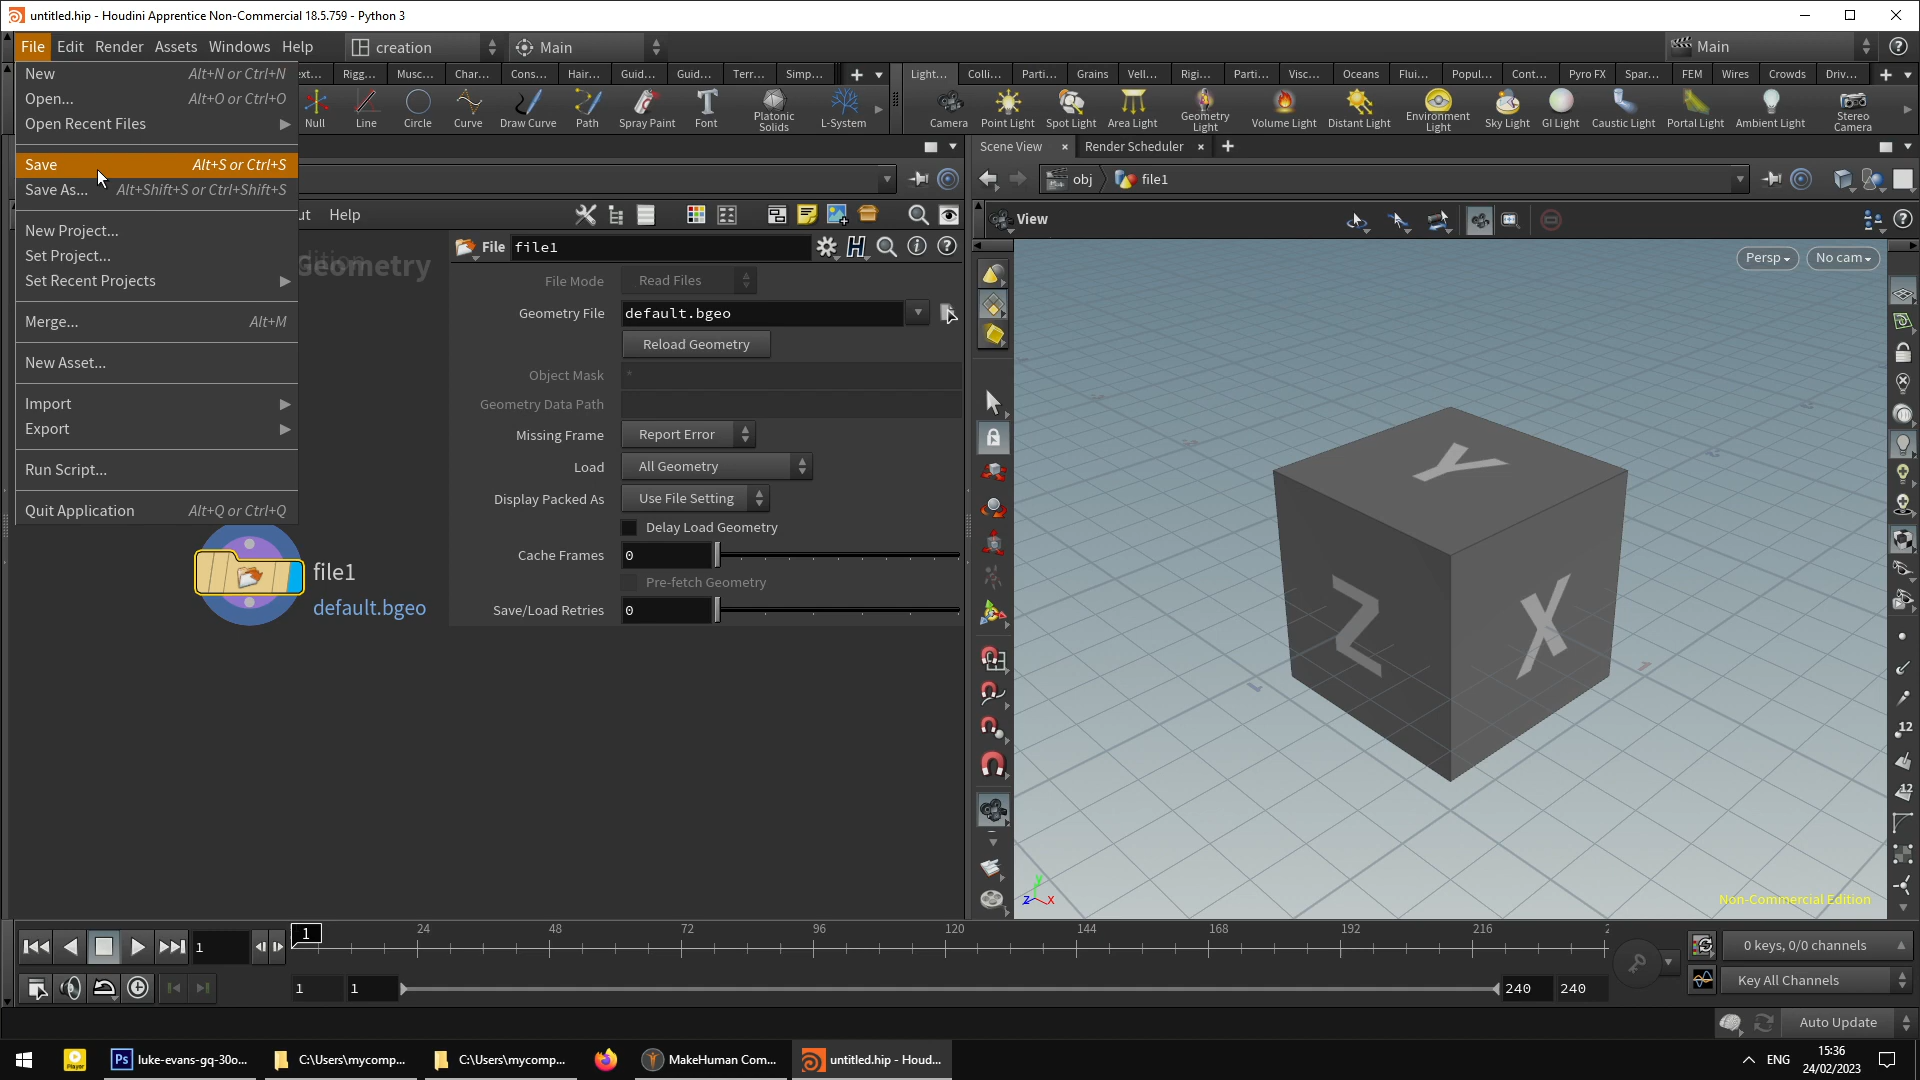 untitled.hip - Houdini Apprentice Non-Commercial 18.5.759 - Python 3
File Edit Render Assets Windows Help creation Main Main
New Alt+N or Ctrl+N
Open... Alt+O or Ctrl+O
Open Recent Files
Save Alt+S or Ctrl+S
Save As... Alt+Shift+S or Ctrl+Shift+S
New Project...
Set Project...
Set Recent Projects
Merge... Alt+M
New Asset...
Import
Export
Run Script...
Quit Application Alt+Q or Ctrl+Q
ext... Rigg... Musc... Char... Cons... Hair... Guid... Guid... Terr... Simp...
Null Line Circle Curve Draw Curve Path Spray Paint Font Platonic Solids L-System
Light... Colli... Parti... Grains Vell... Rigi... Parti... Visc... Oceans Flui... Popul... Cont... Pyro FX Spar... FEM Wires Crowds Driv...
Camera Point Light Spot Light Area Light Geometry Light Volume Light Distant Light Environment Light Sky Light GI Light Caustic Light Portal Light Ambient Light Stereo Camera
Scene View Render Scheduler
obj file1
ut Help
View
dition
Geometry
File file1
File Mode Read Files
Geometry File default.bgeo
Reload Geometry
Object Mask *
Geometry Data Path
Missing Frame Report Error
Load All Geometry
Display Packed As Use File Setting
Delay Load Geometry
Cache Frames 0
Pre-fetch Geometry
Save/Load Retries 0
file1
default.bgeo
Persp No cam
Y
Z X
12
12
z y x
Non-Commercial Edition
1 1 24 48 72 96 120 144 168 192 216 2
0 keys, 0/0 channels
1 1 240 240
Key All Channels
Auto Update
luke-evans-gq-30o... C:\Users\mycomp... C:\Users\mycomp... MakeHuman Com... untitled.hip - Houd...
Ps
Player
ENG
15:36
24/02/2023